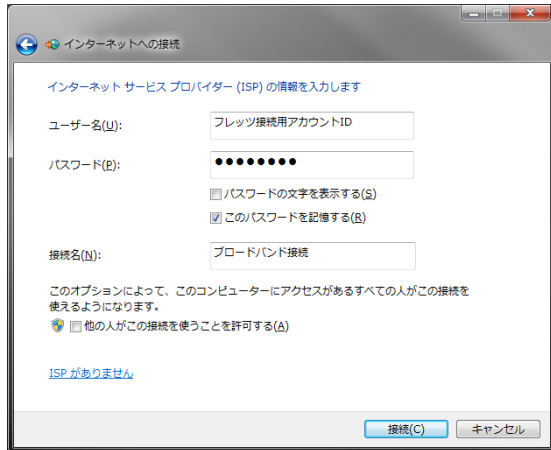 インターネットへの接続
インターネット サービス プロバイダー (ISP) の情報を入力します
ユーザー名(U):
フレッツ接続用アカウントID
パスワード(P):
●●●●●●●●
パスワードの文字を表示する(S)
このパスワードを記憶する(R)
接続名(N):
ブロードバンド接続
このオプションによって、このコンピューターにアクセスがあるすべての人がこの接続を
使えるようになります。
他の人がこの接続を使うことを許可する(A)
ISP がありません
接続(C)
キャンセル